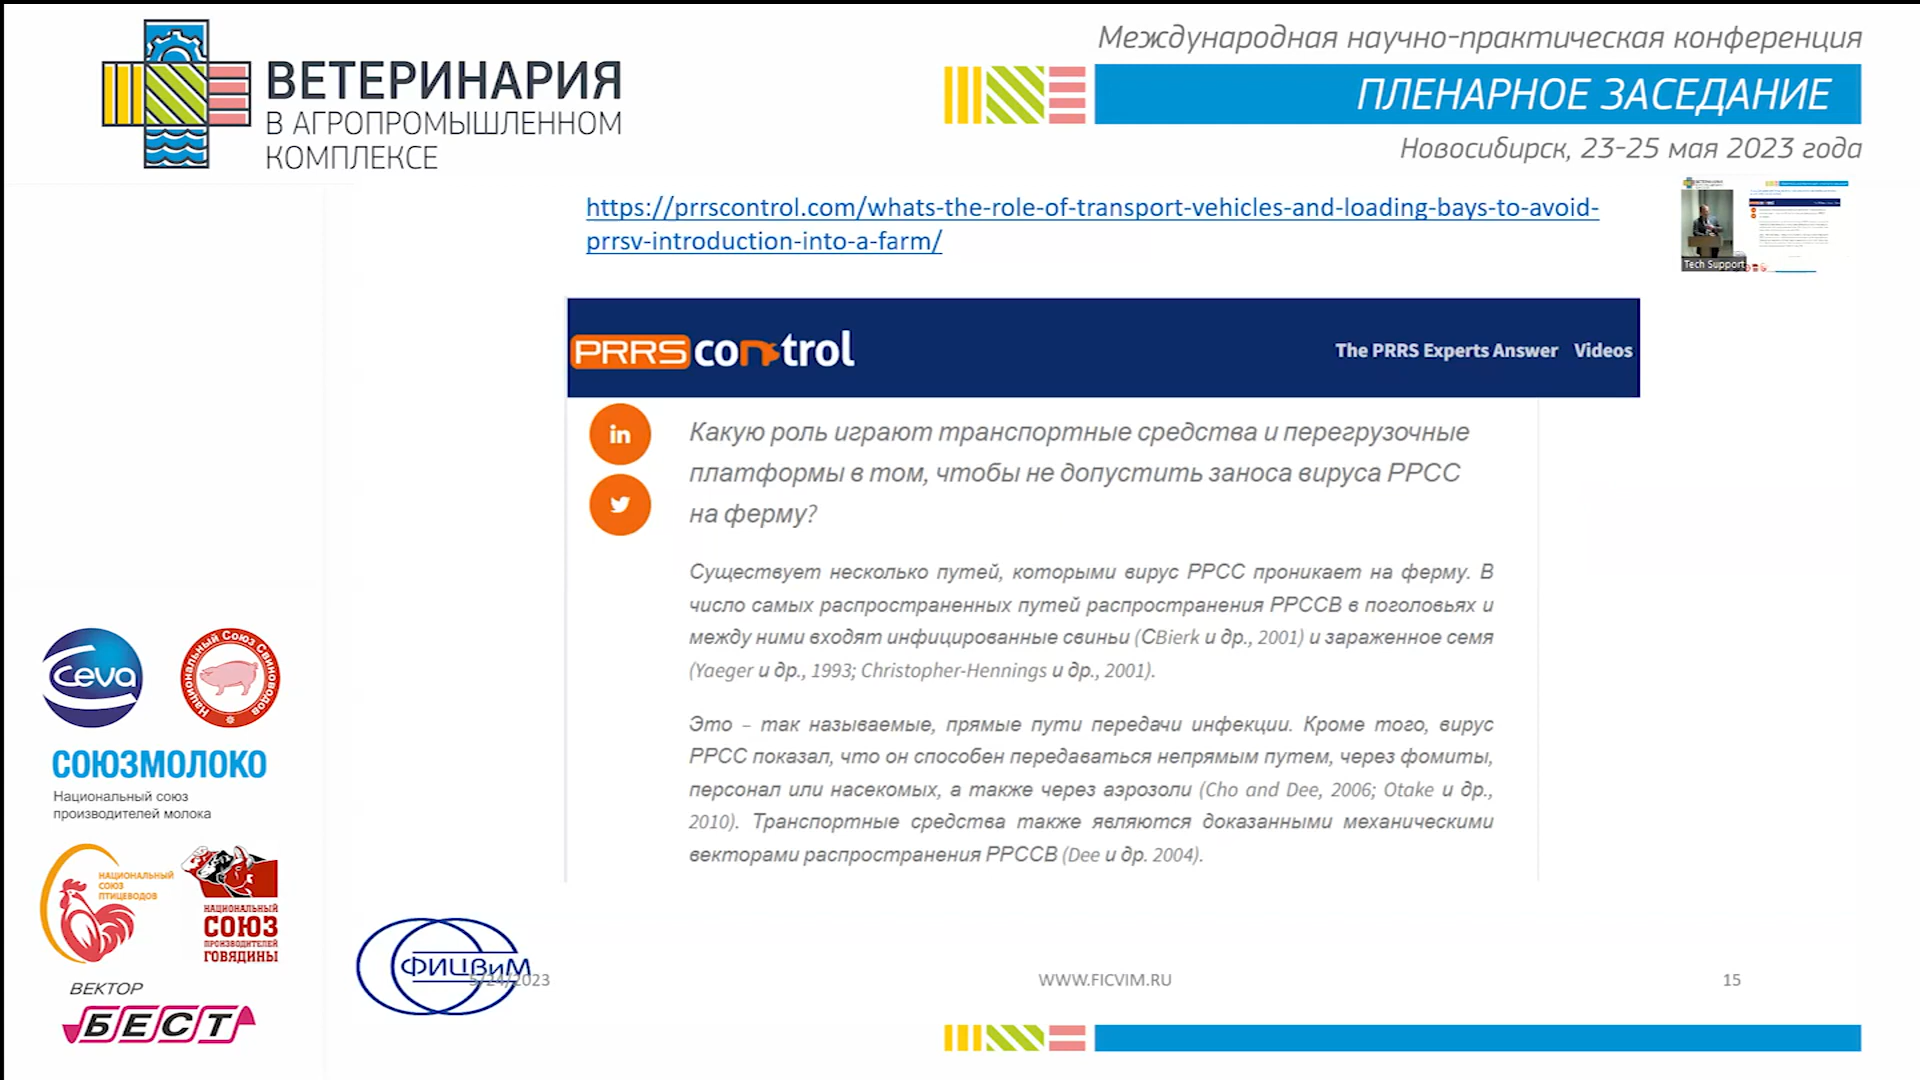 ВЕТЕРИНАРИЯ
В АГРОПРОМЫШЛЕННОМ
КОМПЛЕКСЕ
Международная научно-практическая конференция
ПЛЕНАРНОЕ ЗАСЕДАНИЕ
Новосибирск, 23-25 мая 2023 года
https://prrscontrol.com/whats-the-role-of-transport-vehicles-and-loading-bays-to-avoid-
prrsv-introduction-into-a-farm/
Tech Support
PRRS control
The PRRS Experts Answer Videos
in
Какую роль играют транспортные средства и перегрузочные
платформы в том, чтобы не допустить заноса вируса РРСС
на ферму?
Существует несколько путей, которыми вирус РРСС проникает на ферму. В
число самых распространенных путей распространения РРССВ в поголовьях и
между ними входят инфицированные свиньи (CBierk и др., 2001) и зараженное семя
(Yaeger и др., 1993; Christopher-Hennings и др., 2001).
Это – так называемые, прямые пути передачи инфекции. Кроме того, вирус
РРСС показал, что он способен передаваться непрямым путем, через фомиты,
персонал или насекомых, а также через аэрозоли (Cho and Dee, 2006; Otake и др.,
2010). Транспортные средства также являются доказанными механическими
векторами распространения РРССВ (Dee и др. 2004).
Ceva
Национальный Союз Свиноводов
СОЮЗМОЛОКО
Национальный союз
производителей молока
НАЦИОНАЛЬНЫЙ
СОЮЗ
ПТИЦЕВОДОВ
НАЦИОНАЛЬНЫЙ
СОЮЗ
ПРОИЗВОДИТЕЛЕЙ
ГОВЯДИНЫ
ВЕКТОР
БЕСТ
ФИЦВиМ
5/24/2023
WWW.FICVIM.RU
15